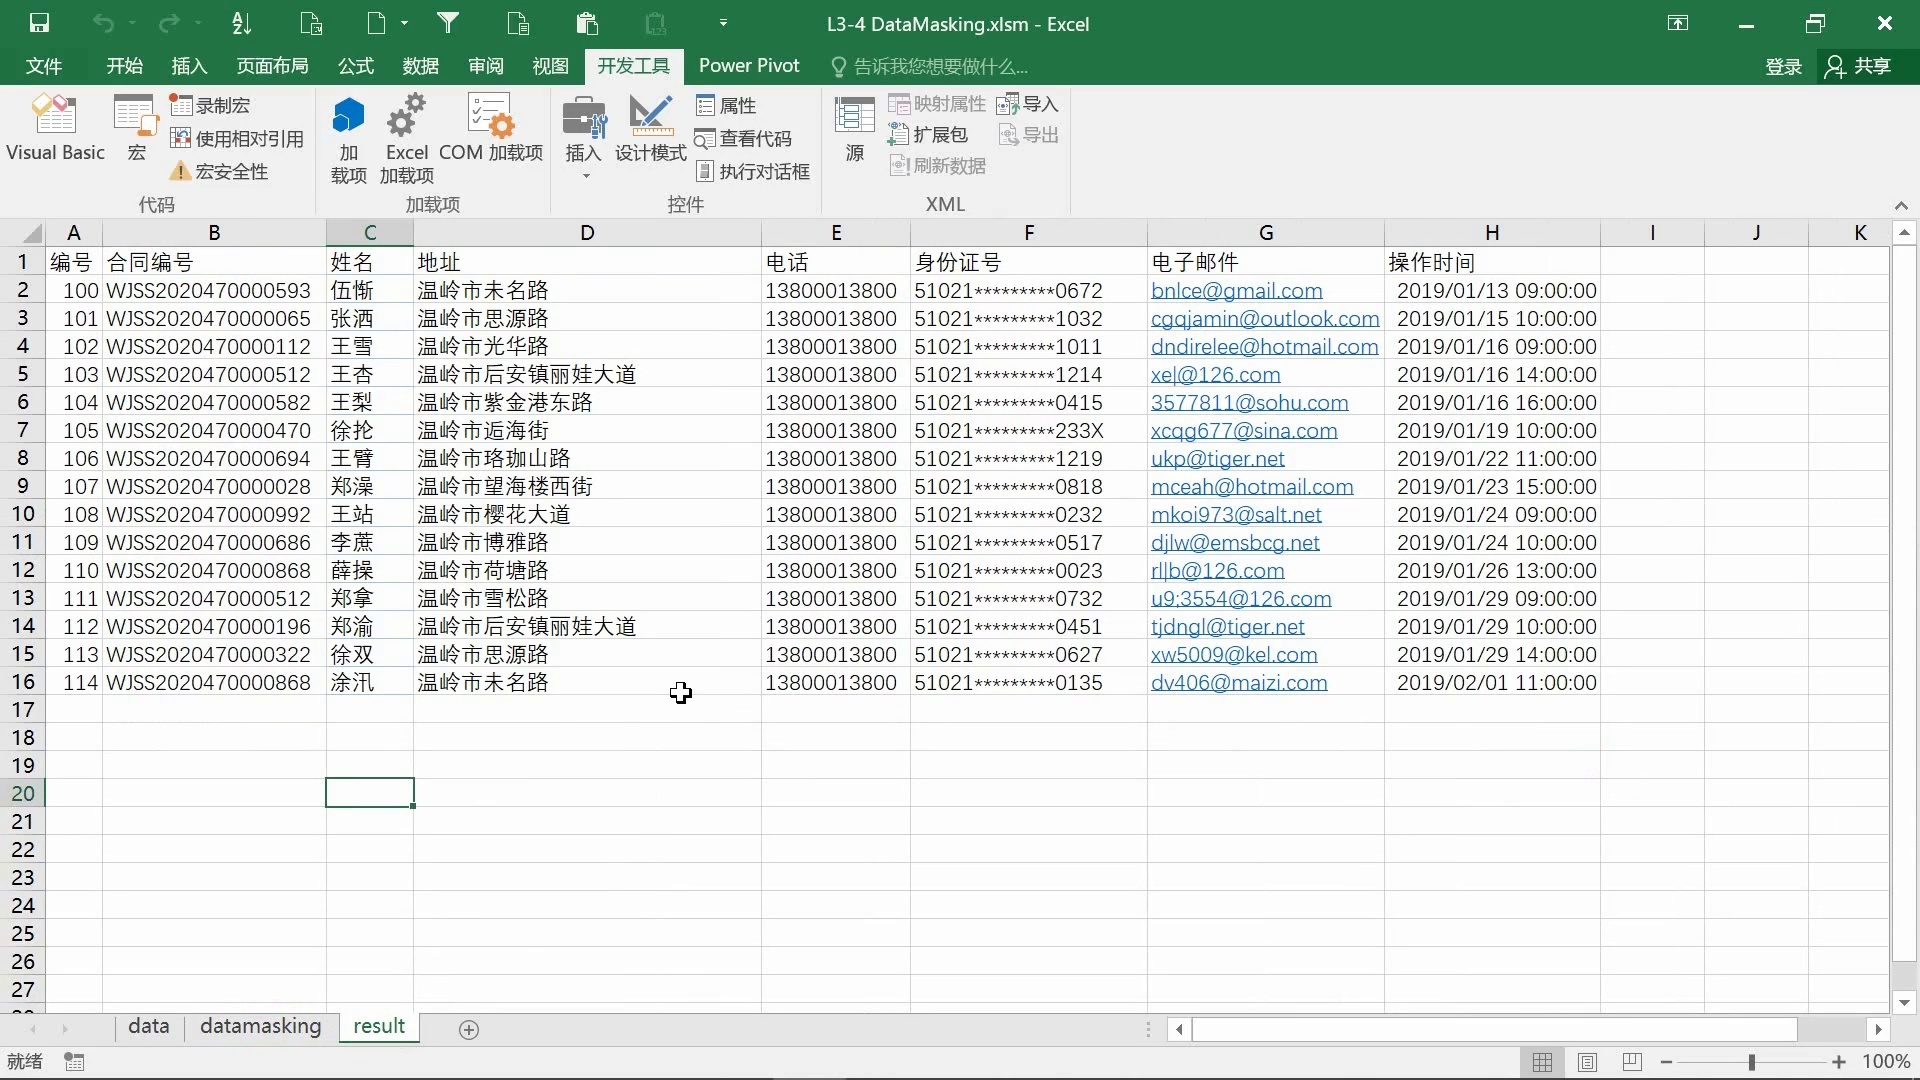 L3-4 DataMasking.xlsm - Excel
文件 开始 插入 页面布局 公式 数据 审阅 视图 开发工具 Power Pivot 告诉我您想要做什么... 登录 共享
Visual Basic 宏 录制宏 使用相对引用 宏安全性
加载项 Excel 加载项 COM 加载项
插入 设计模式 属性 查看代码 执行对话框
源 映射属性 扩展包 刷新数据 导入 导出
代码 加载项 控件 XML
A B C D E F G H I J K
1 编号 合同编号 姓名 地址 电话 身份证号 电子邮件 操作时间
2 100 WJSS2020470000593 伍惭 温岭市未名路 13800013800 51021*********0672 bnlce@gmail.com 2019/01/13 09:00:00
3 101 WJSS2020470000065 张洒 温岭市思源路 13800013800 51021*********1032 cgqjamin@outlook.com 2019/01/15 10:00:00
4 102 WJSS2020470000112 王雪 温岭市光华路 13800013800 51021*********1011 dndirelee@hotmail.com 2019/01/16 09:00:00
5 103 WJSS2020470000512 王杏 温岭市后安镇丽娃大道 13800013800 51021*********1214 xe|@126.com 2019/01/16 14:00:00
6 104 WJSS2020470000582 王梨 温岭市紫金港东路 13800013800 51021*********0415 3577811@sohu.com 2019/01/16 16:00:00
7 105 WJSS2020470000470 徐抡 温岭市逅海街 13800013800 51021*********233X xcqg677@sina.com 2019/01/19 10:00:00
8 106 WJSS2020470000694 王臂 温岭市珞珈山路 13800013800 51021*********1219 ukp@tiger.net 2019/01/22 11:00:00
9 107 WJSS2020470000028 郑澡 温岭市望海楼西街 13800013800 51021*********0818 mceah@hotmail.com 2019/01/23 15:00:00
10 108 WJSS2020470000992 王站 温岭市樱花大道 13800013800 51021*********0232 mkoi973@salt.net 2019/01/24 09:00:00
11 109 WJSS2020470000686 李蔗 温岭市博雅路 13800013800 51021*********0517 djlw@emsbcg.net 2019/01/24 10:00:00
12 110 WJSS2020470000868 薛操 温岭市荷塘路 13800013800 51021*********0023 rl|b@126.com 2019/01/26 13:00:00
13 111 WJSS2020470000512 郑拿 温岭市雪松路 13800013800 51021*********0732 u9;3554@126.com 2019/01/29 09:00:00
14 112 WJSS2020470000196 郑渝 温岭市后安镇丽娃大道 13800013800 51021*********0451 tjdngl@tiger.net 2019/01/29 10:00:00
15 113 WJSS2020470000322 徐双 温岭市思源路 13800013800 51021*********0627 xw5009@kel.com 2019/01/29 14:00:00
16 114 WJSS2020470000868 涂汛 温岭市未名路 13800013800 51021*********0135 dv406@maizi.com 2019/02/01 11:00:00
17
18
19
20
21
22
23
24
25
26
27
data datamasking result
就绪 100%